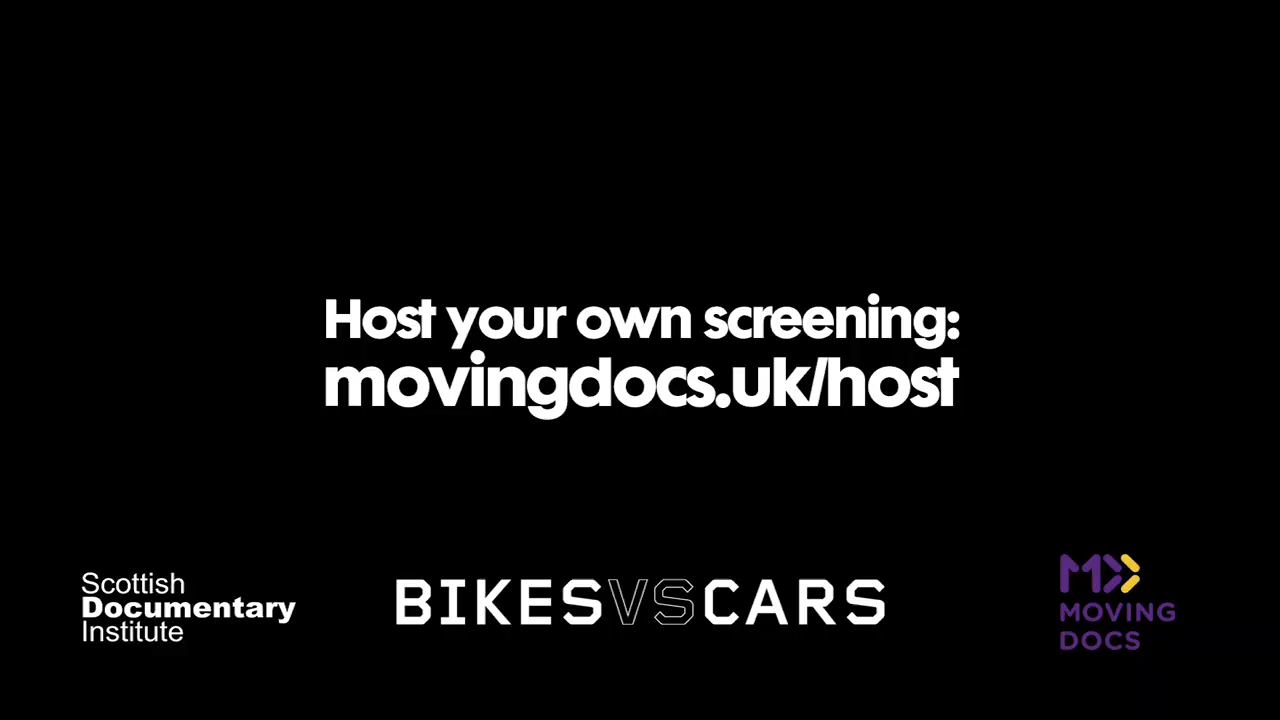 Host your own screening:
movingdocs.uk/host
Scottish
Documentary
Institute
BIKESVSCARS
MOVING
DOCS